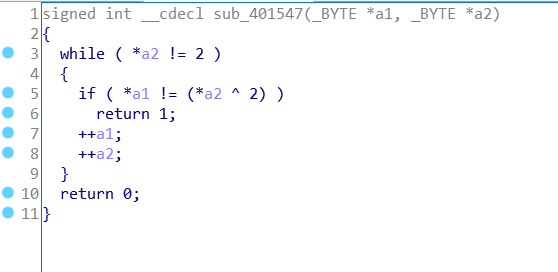 1 signed int __cdecl sub_401547(_BYTE *a1, _BYTE *a2)
2 {
3   while ( *a2 != 2 )
4   {
5     if ( *a1 != (*a2 ^ 2) )
6       return 1;
7     ++a1;
8     ++a2;
9   }
10   return 0;
11 }